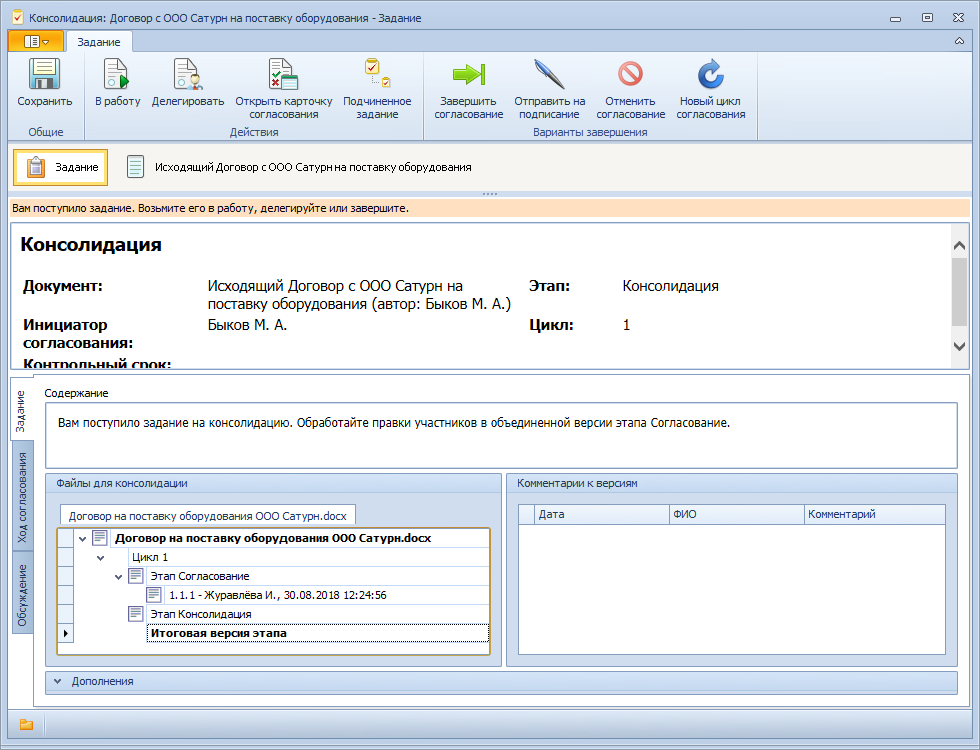 Консолидация: Договор с ООО Сатурн на поставку оборудования - Задание
Задание
Сохранить
В работу
Делегировать
Открыть карточку
согласования
Подчиненное
задание
Завершить
согласование
Отправить на
подписание
Отменить
согласование
Новый цикл
согласования
Общие
Действия
Варианты завершения
Задание
Исходящий Договор с ООО Сатурн на поставку оборудования
Вам поступило задание. Возьмите его в работу, делегируйте или завершите.
Консолидация
Документ:
Исходящий Договор с ООО Сатурн на
поставку оборудования (автор: Быков М. А.)
Этап:
Консолидация
Инициатор
согласования:
Быков М. А.
Цикл:
1
Контрольный срок:
Задание
Ход согласования
Обсуждение
Содержание
Вам поступило задание на консолидацию. Обработайте правки участников в объединенной версии этапа Согласование.
Файлы для консолидации
Договор на поставку оборудования ООО Сатурн.docx
Договор на поставку оборудования ООО Сатурн.docx
Цикл 1
Этап Согласование
1.1.1 - Журавлёва И., 30.08.2018 12:24:56
Этап Консолидация
Итоговая версия этапа
Комментарии к версиям
Дата
ФИО
Комментарий
Дополнения